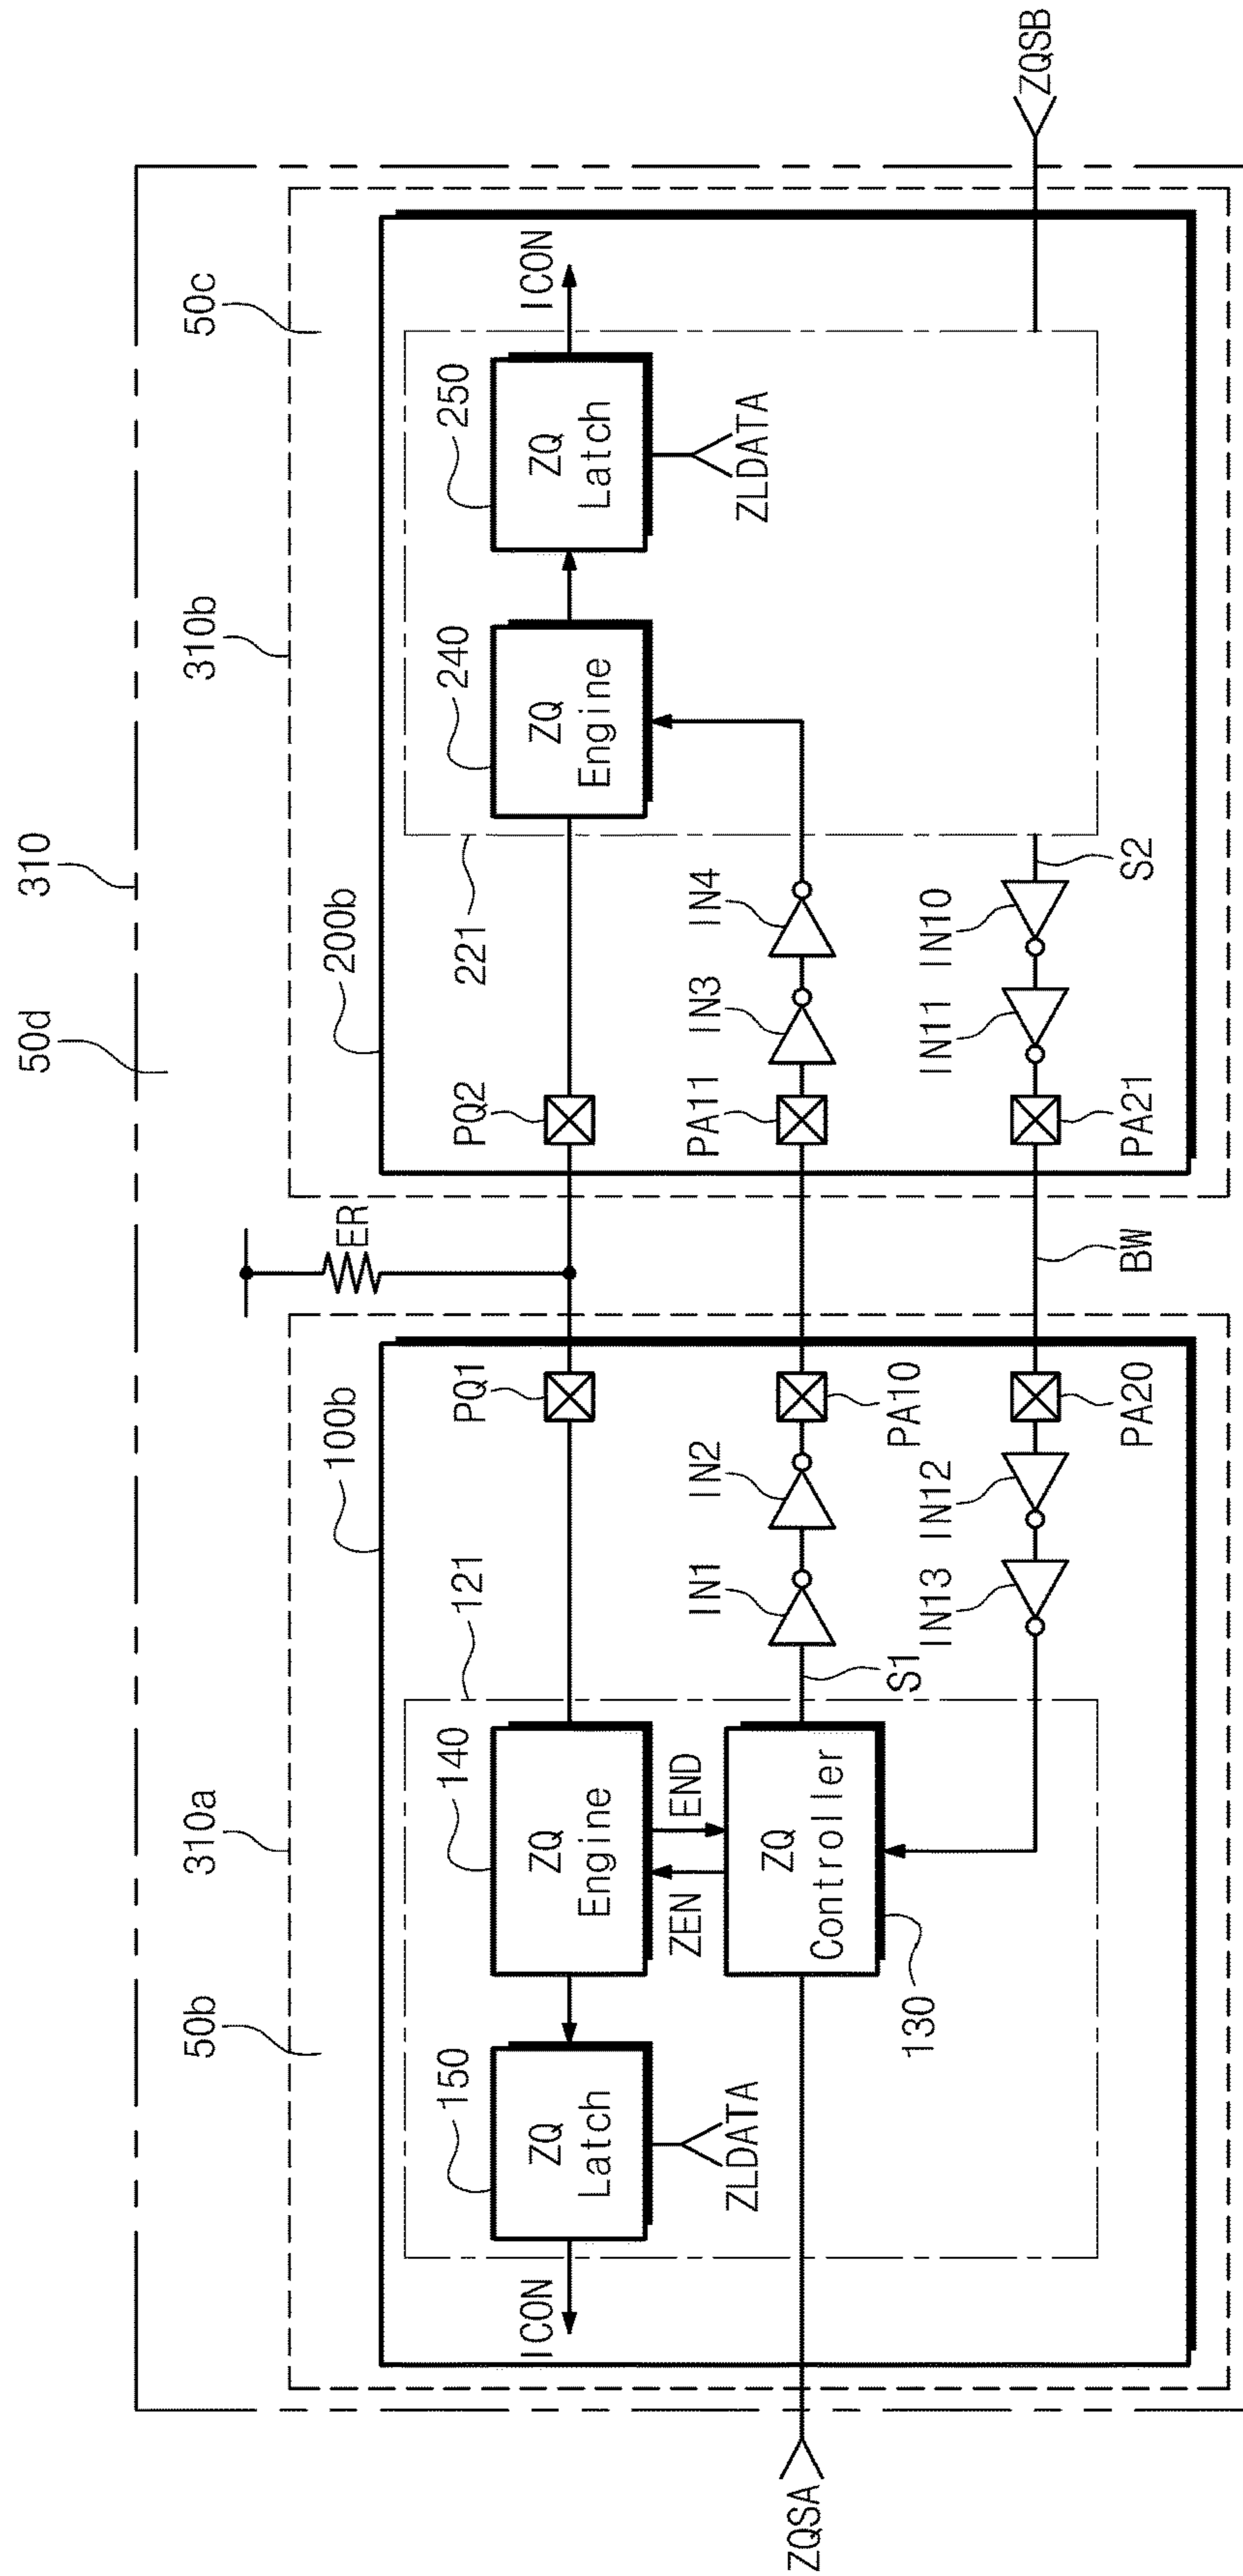 310
50d
310a
50b
310b
50c
100b
200b
ER
121
221
ICON
150
ZQ
Latch
140
ZQ
Engine
PQ1
PQ2
240
ZQ
Engine
250
ZQ
Latch
ICON
ZLDATA
ZEN
END
ZLDATA
ZQSA
130
ZQ
Controller
S1
IN1
IN2
PA10
PA11
IN3
IN4
IN13
IN12
PA20
BW
PA21
IN11
IN10
S2
ZQSB